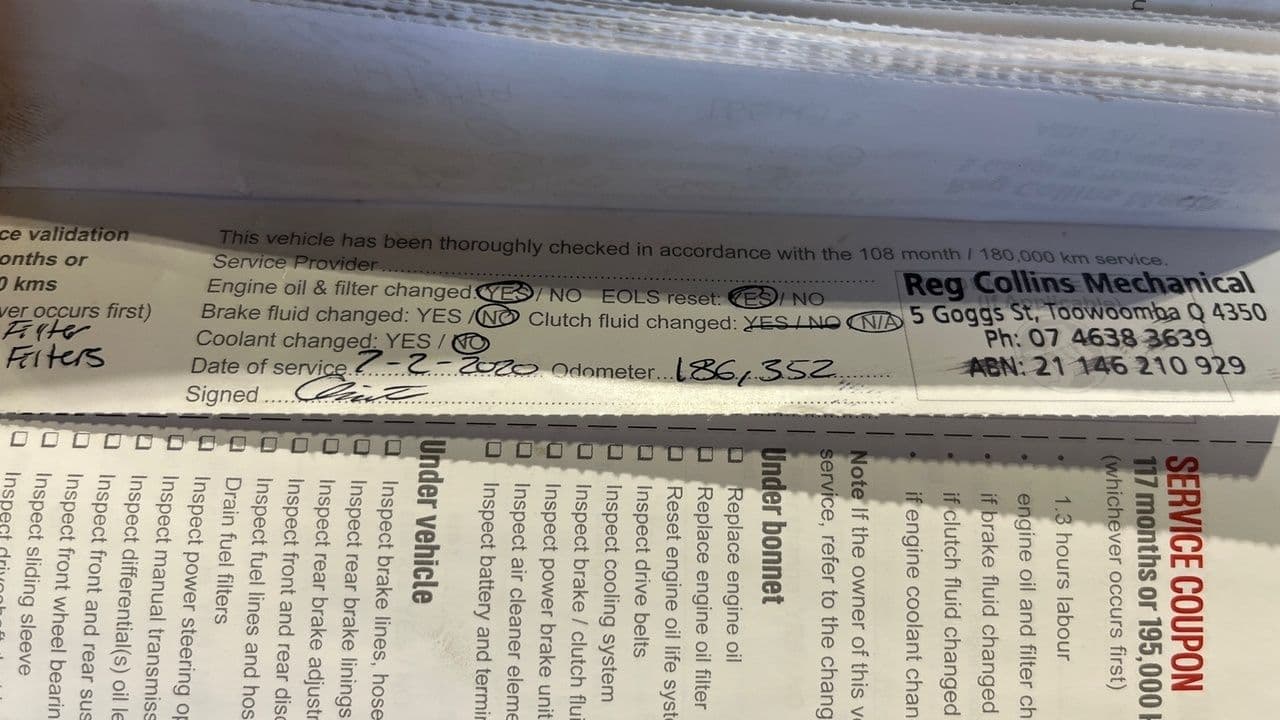 ce validation
onths or
0 kms
ver occurs first)
Filter
Filters
This vehicle has been thoroughly checked in accordance with the 108 month / 180,000 km service.
Service Provider
Engine oil & filter changed: YES / NO EOLS reset: YES / NO
Brake fluid changed: YES / NO Clutch fluid changed: YES / NO N/A
Coolant changed: YES / NO
Date of service 7-2-2020 Odometer 186,352
Signed
Reg Collins Mechanical
5 Goggs St, Toowoomba Q 4350
Ph: 07 4638 3639
ABN: 21 146 210 929
SERVICE COUPON
117 months or 195,000
(whichever occurs first)
• 1.3 hours labour
• engine oil and filter ch
• if brake fluid changed
• if clutch fluid changed
• if engine coolant chan
Note If the owner of this v
service, refer to the chang
Under bonnet
□ Replace engine oil
□ Replace engine oil filter
□ Reset engine oil life syst
□ Inspect drive belts
□ Inspect cooling system
□ Inspect brake / clutch flui
□ Inspect power brake unit
□ Inspect air cleaner eleme
□ Inspect battery and termin
Under vehicle
□ Inspect brake lines, hose
□ Inspect rear brake linings
□ Inspect rear brake adjustr
□ Inspect front and rear disc
□ Inspect fuel lines and hos
□ Drain fuel filters
□ Inspect power steering op
□ Inspect manual transmiss
□ Inspect differential(s) oil le
□ Inspect front and rear sus
□ Inspect front wheel bearin
□ Inspect sliding sleeve
□ Inspect driveshaft